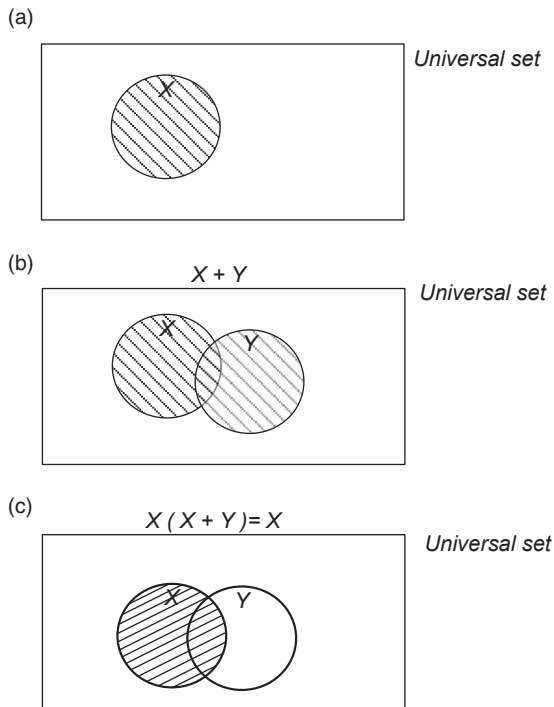 (a)
Universal set
X
(b)
X + Y
Universal set
X
Y
(c)
X ( X + Y ) = X
Universal set
X Y